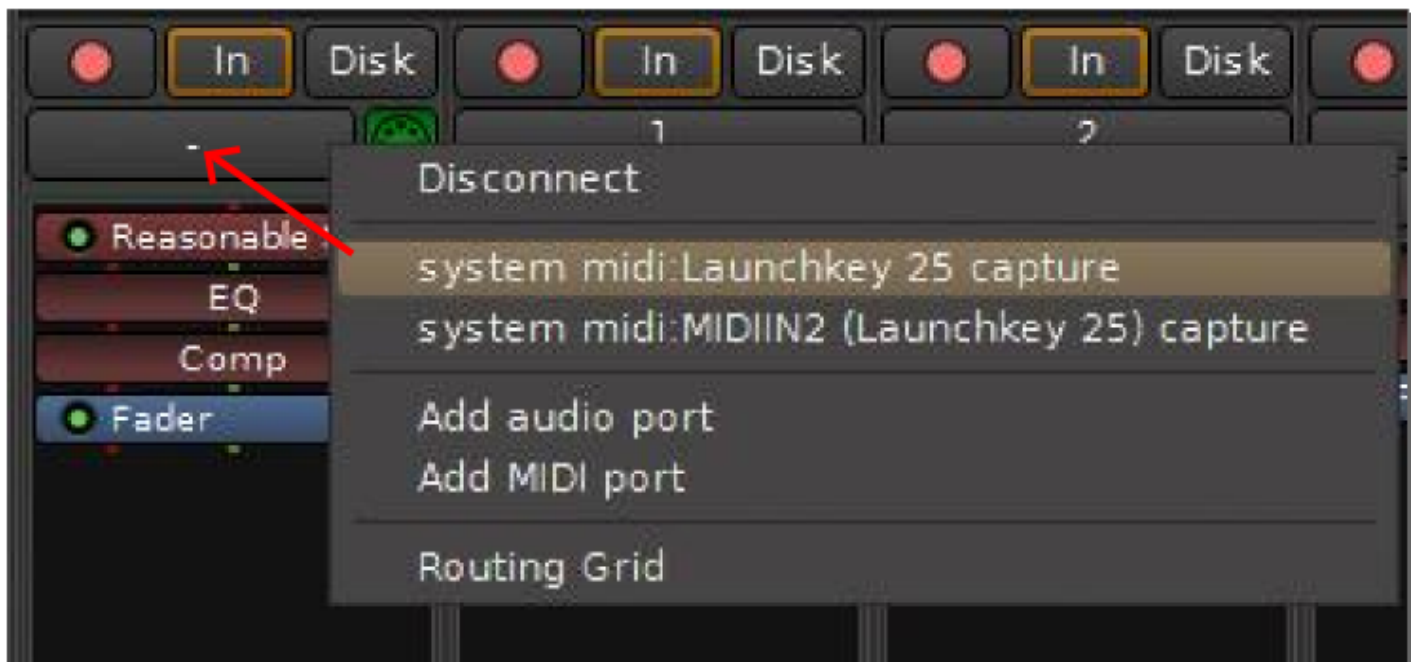 In Disk In Disk In Disk
- 1 2
Disconnect
Reasonable
system midi:Launchkey 25 capture
EQ
system midi:MIDIIN2 (Launchkey 25) capture
Comp
Fader
Add audio port
Add MIDI port
Routing Grid